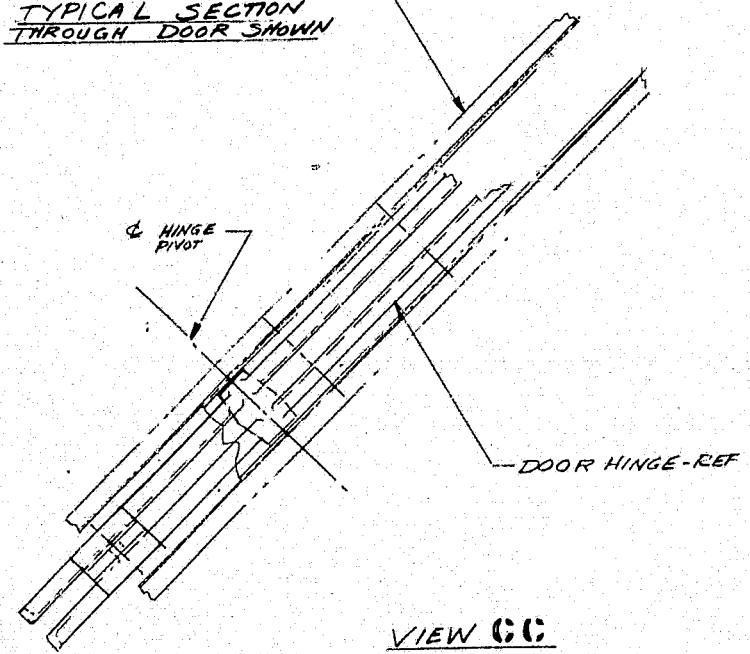 TYPICAL SECTION
THROUGH DOOR SHOWN
℄ HINGE
PIVOT
DOOR HINGE-REF
VIEW CC